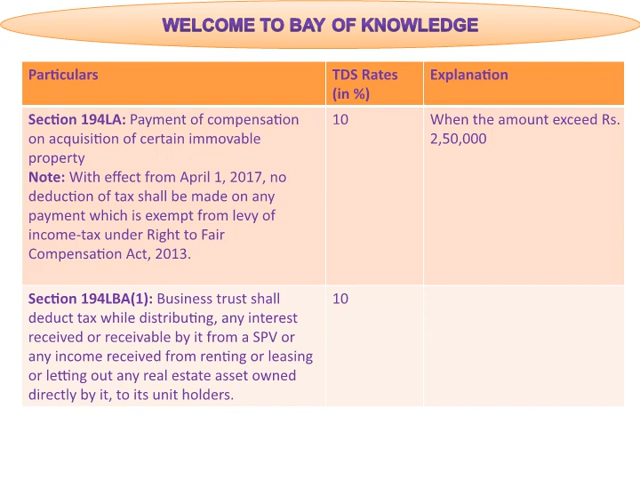 WELCOME TO BAY OF KNOWLEDGE
Particulars
TDS Rates
(in %)
Explanation
Section 194LA: Payment of compensation
on acquisition of certain immovable
property
Note: With effect from April 1, 2017, no
deduction of tax shall be made on any
payment which is exempt from levy of
income-tax under Right to Fair
Compensation Act, 2013.
10
When the amount exceed Rs.
2,50,000
Section 194LBA(1): Business trust shall
deduct tax while distributing, any interest
received or receivable by it from a SPV or
any income received from renting or leasing
or letting out any real estate asset owned
directly by it, to its unit holders.
10